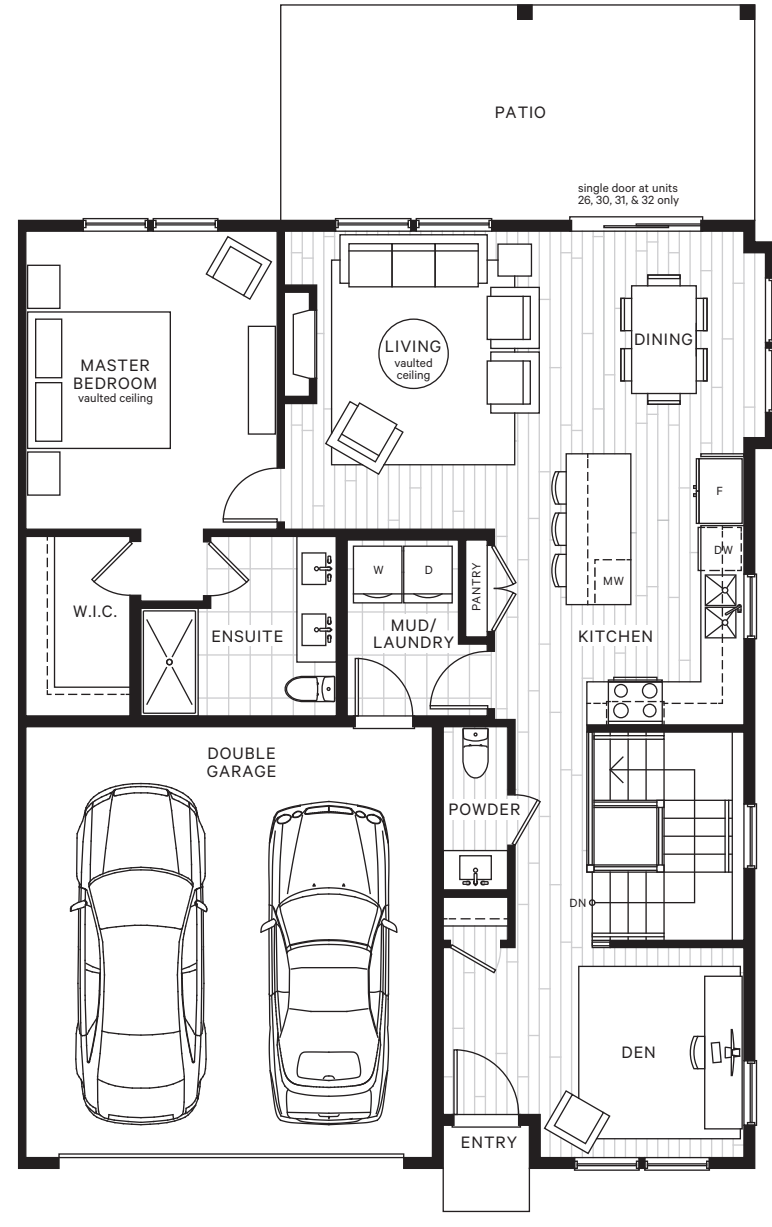 PATIO
single door at units
26, 30, 31, & 32 only
MASTER
BEDROOM
vaulted ceiling
LIVING
vaulted
ceiling
DINING
F
DW
MW
KITCHEN
W.I.C.
ENSUITE
W
D
PANTRY
MUD/
LAUNDRY
DOUBLE
GARAGE
POWDER
DN
DEN
ENTRY